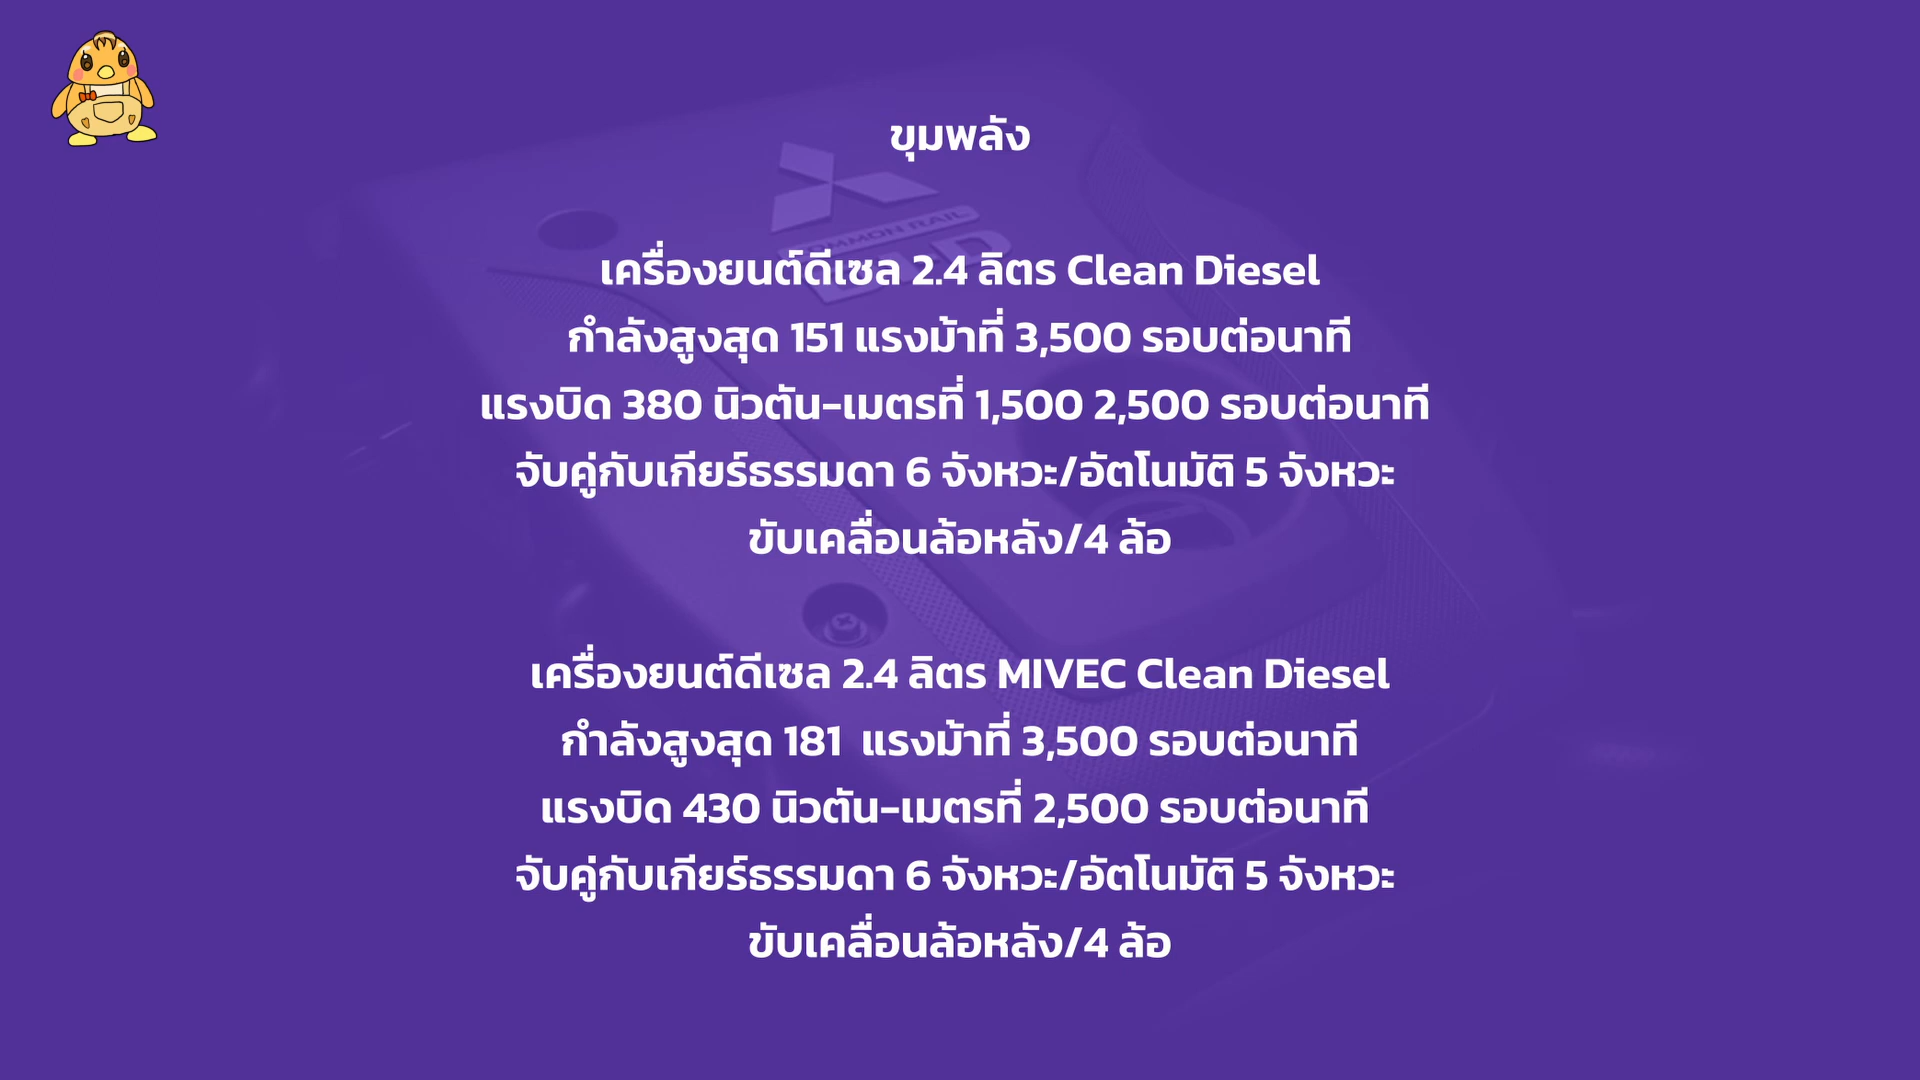 ขุมพลัง
COMMON RAIL
เครื่องยนต์ดีเซล 2.4 ลิตร Clean Diesel
กำลังสูงสุด 151 แรงม้าที่ 3,500 รอบต่อนาที
แรงบิด 380 นิวตัน-เมตรที่ 1,500 2,500 รอบต่อนาที
จับคู่กับเกียร์ธรรมดา 6 จังหวะ/อัตโนมัติ 5 จังหวะ
ขับเคลื่อนล้อหลัง/4 ล้อ
เครื่องยนต์ดีเซล 2.4 ลิตร MIVEC Clean Diesel
กำลังสูงสุด 181 แรงม้าที่ 3,500 รอบต่อนาที
แรงบิด 430 นิวตัน-เมตรที่ 2,500 รอบต่อนาที
จับคู่กับเกียร์ธรรมดา 6 จังหวะ/อัตโนมัติ 5 จังหวะ
ขับเคลื่อนล้อหลัง/4 ล้อ